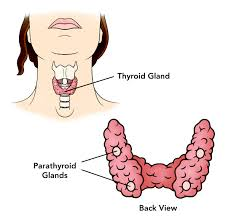 Thyroid Gland
Parathyroid
Glands
Back View